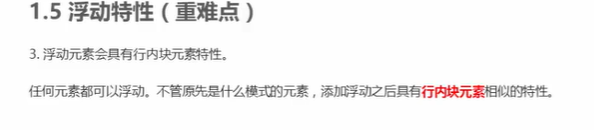 1.5 浮动特性（重难点）
3. 浮动元素会具有行内块元素特性。
任何元素都可以浮动。不管原先是什么模式的元素，添加浮动之后具有行内块元素相似的特性。